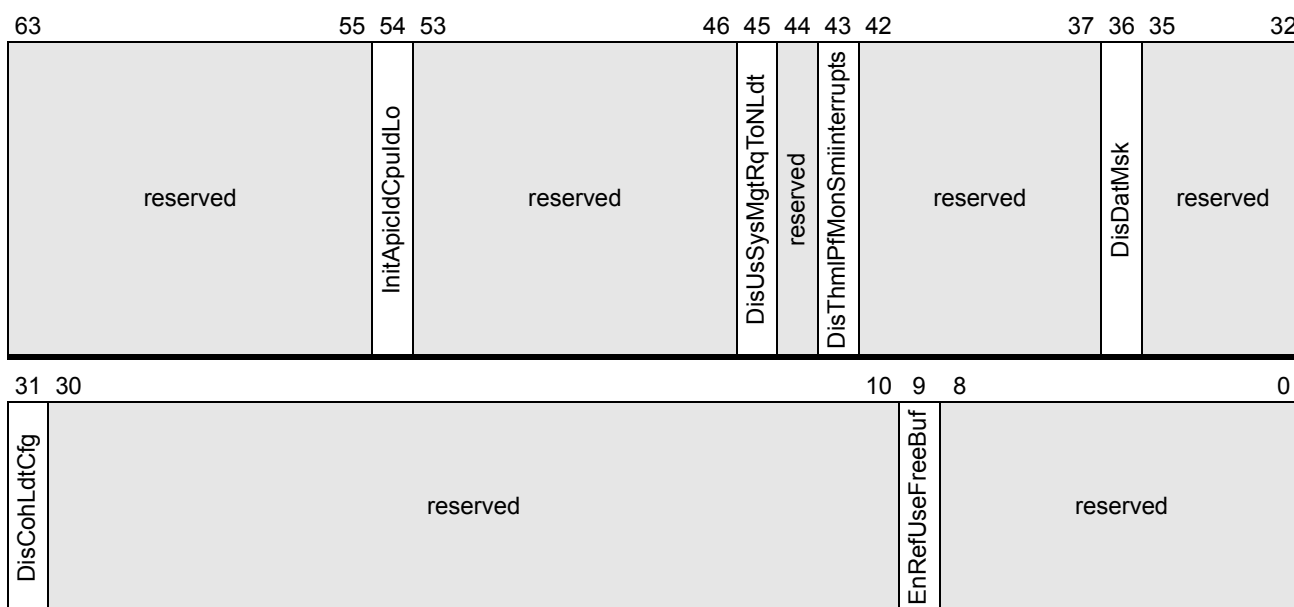 63 55 54 53 46 45 44 43 42 37 36 35 32
reserved
InitApicIdCpuIdLo
reserved
DisUsSysMgtRqToNLdt
reserved
DisThmlPfMonSmiinterrupts
reserved
DisDatMsk
reserved
31 30 10 9 8 0
DisCohLdtCfg
reserved
EnRefUseFreeBuf
reserved